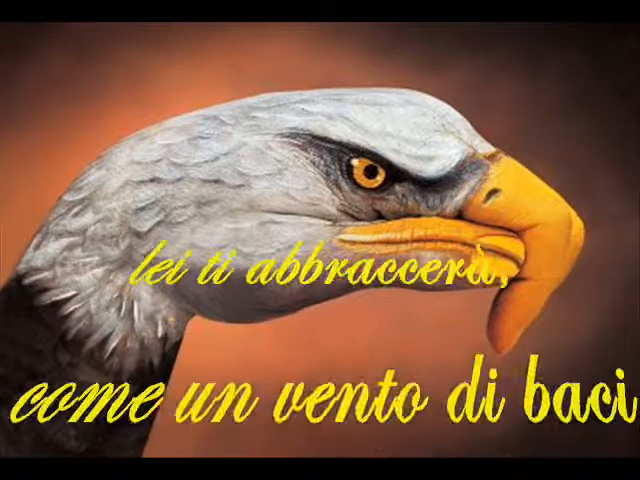 lei ti abbraccerà,
come un vento di baci